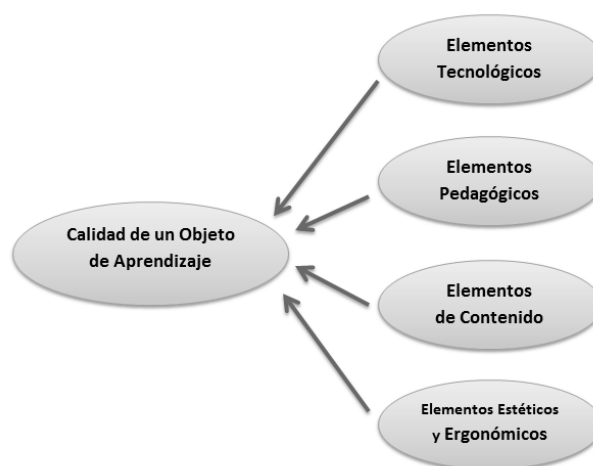 Elementos
Tecnológicos
Elementos
Pedagógicos
Calidad de un Objeto
de Aprendizaje
Elementos
de Contenido
Elementos Estéticos
y Ergonómicos